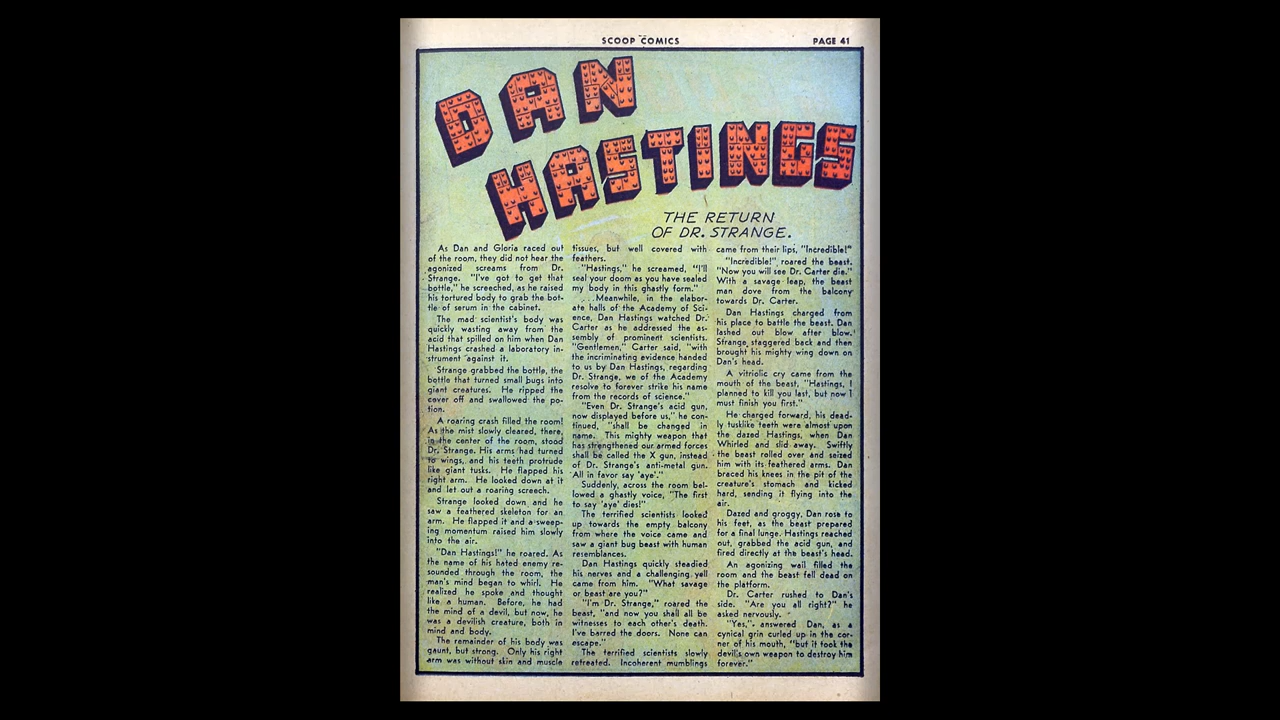 SCOOP COMICS
PAGE 41
DAN
HASTINGS
THE RETURN
OF DR. STRANGE.
As Dan and Gloria raced out
of the room, they did not hear the
agonized screams from Dr.
Strange. "I've got to get that
bottle," he screeched, as he raised
his tortured body to grab the bot-
tle of serum in the cabinet.
The mad scientist's body was
quickly wasting away from the
acid that spilled on him when Dan
Hastings crashed a laboratory in-
strument against it.
Strange grabbed the bottle, the
bottle that turned small bugs into
giant creatures. He ripped the
cover off and swallowed the po-
tion.
A roaring crash filled the room!
As the mist slowly cleared, there,
in the center of the room, stood
Dr. Strange. His arms had turned
to wings, and his teeth protrude
like giant tusks. He flapped his
right arm. He looked down at it
and let out a roaring screech.
Strange looked down and he
saw a feathered skeleton for an
arm. He flapped it and a sweep-
ing momentum raised him slowly
into the air.
"Dan Hastings!" he roared. As
the name of his hated enemy re-
sounded through the room, the
man's mind began to whirl. He
realized he spoke and thought
like a human. Before, he had
the mind of a devil, but now, he
was a devilish creature, both in
mind and body.
The remainder of his body was
gaunt, but strong. Only his right
arm was without skin and muscle
tissues, but well covered with
feathers.
"Hastings," he screamed, "I'll
seal your doom as you have sealed
my body in this ghastly form."
...Meanwhile, in the elabor-
ate halls of the Academy of Sci-
ence, Dan Hastings watched Dr.
Carter as he addressed the as-
sembly of prominent scientists.
"Gentlemen," Carter said, "with
the incriminating evidence handed
to us by Dan Hastings, regarding
Dr. Strange, we of the Academy
resolve to forever strike his name
from the records of science."
"Even Dr. Strange's acid gun,
now displayed before us," he con-
tinued, "shall be changed in
name. This mighty weapon that
has strengthened our armed forces
shall be called the X gun, instead
of Dr. Strange's anti-metal gun.
All in favor say 'aye'."
Suddenly, across the room bel-
lowed a ghastly voice, "The first
to say 'aye' dies!"
The terrified scientists looked
up towards the empty balcony
from where the voice came and
saw a giant bug beast with human
resemblances.
Dan Hastings quickly steadied
his nerves and a challenging yell
came from him. "What savage
or beast are you?"
"I'm Dr. Strange," roared the
beast, "and now you shall all be
witnesses to each other's death.
I've barred the doors. None can
escape."
The terrified scientists slowly
retreated. Incoherent mumblings
came from their lips, "Incredible!"
"Incredible!", roared the beast.
"Now you will see Dr. Carter die."
With a savage leap, the beast
man dove from the balcony
towards Dr. Carter.
Dan Hastings charged from
his place to battle the beast. Dan
lashed out blow after blow.
Strange staggered back and then
brought his mighty wing down on
Dan's head.
A vitriolic cry came from the
mouth of the beast, "Hastings, I
planned to kill you last, but now I
must finish you first."
He charged forward, his dead-
ly tusklike teeth were almost upon
the dazed Hastings, when Dan
Whirled and slid away. Swiftly
the beast rolled over and seized
him with its feathered arms. Dan
braced his knees in the pit of the
creature's stomach and kicked
hard, sending it flying into the
air.
Dazed and groggy, Dan rose to
his feet, as the beast prepared
for a final lunge. Hastings reached
out, grabbed the acid gun, and
fired directly at the beast's head.
An agonizing wail filled the
room and the beast fell dead on
the platform.
Dr. Carter rushed to Dan's
side. "Are you all right?" he
asked nervously.
"Yes," answered Dan, as a
cynical grin curled up in the cor-
ner of his mouth, "but it took the
devil's own weapon to destroy him
forever."